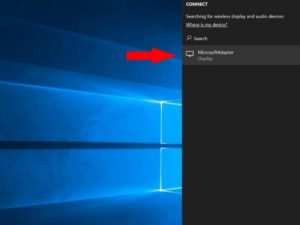 CONNECT
Searching for wireless display and audio devices
Where is my device?
Search
MicrosoftAdapter
Display